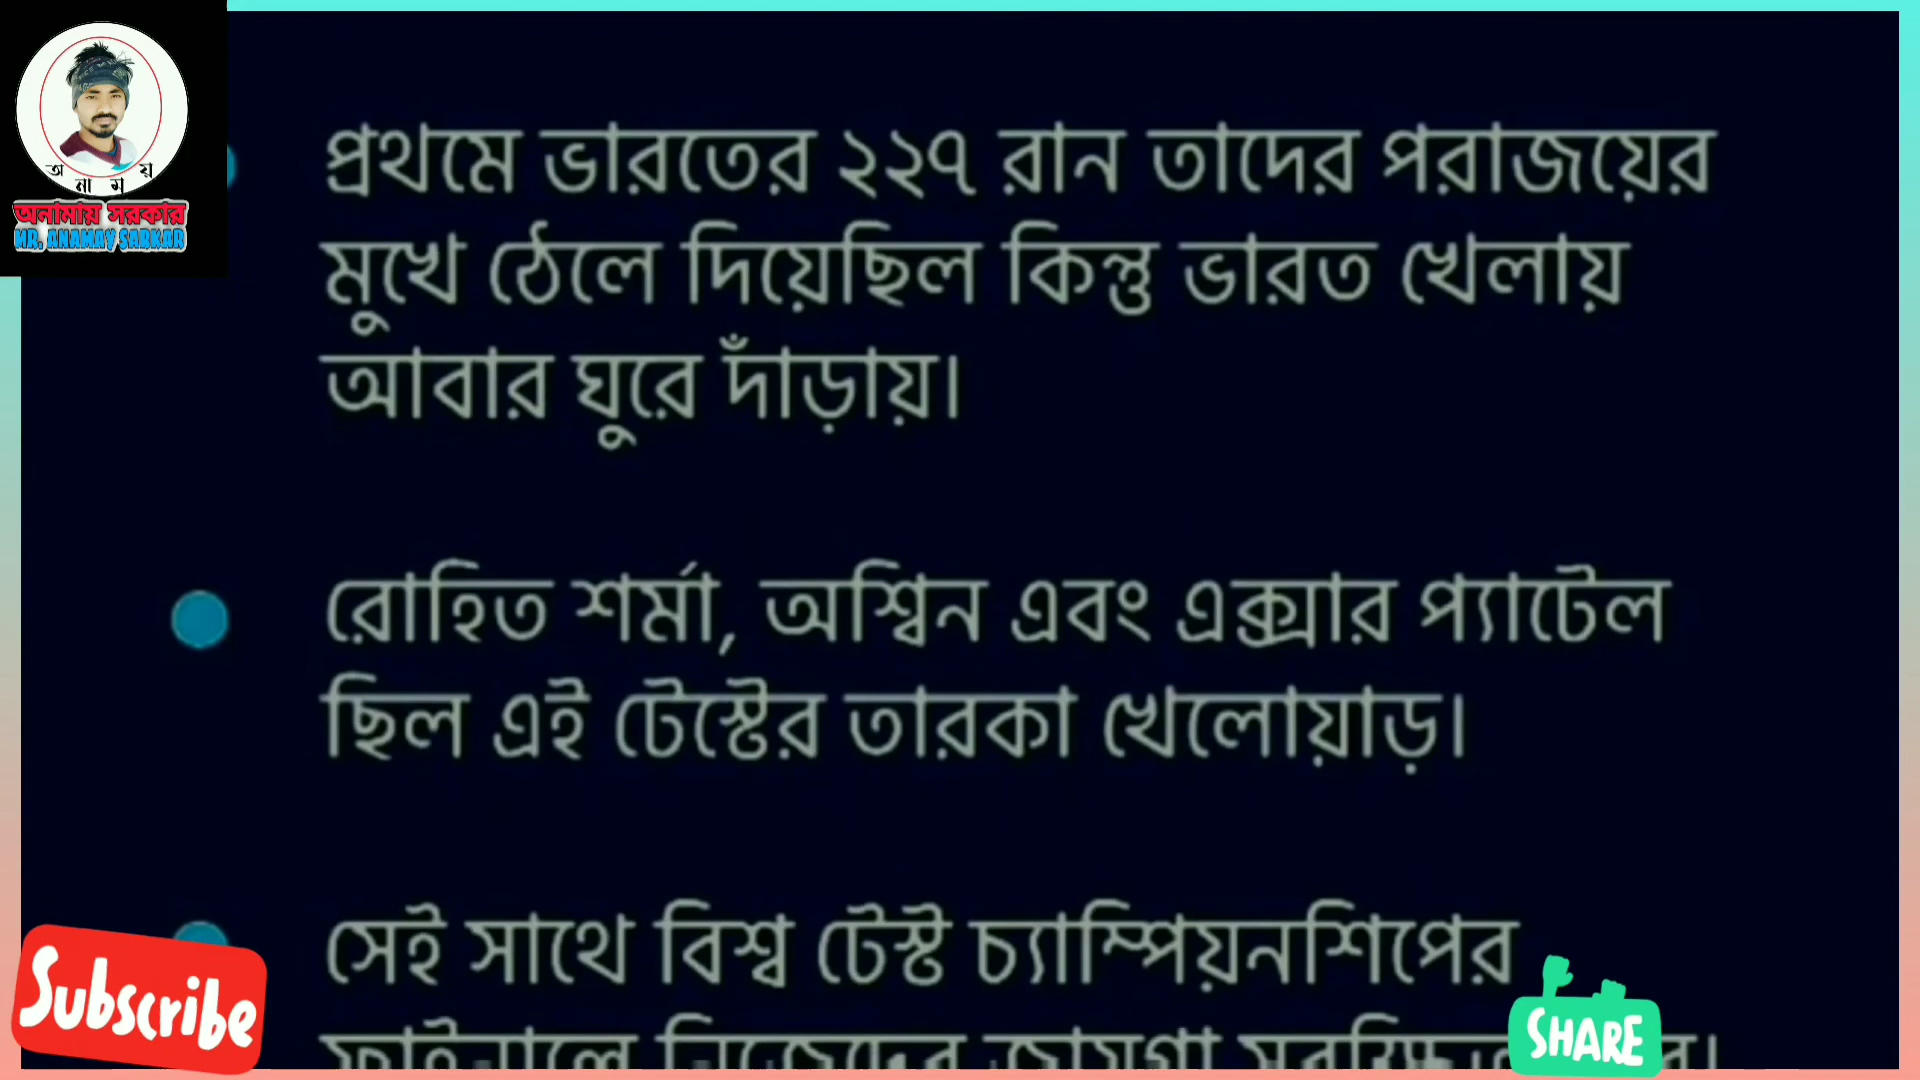 অ না ম য়
অনামায় সরকার
MR. ANAMAY SARKAR
প্রথমে ভারতের ২২৭ রান তাদের পরাজয়ের
মুখে ঠেলে দিয়েছিল কিন্তু ভারত খেলায়
আবার ঘুরে দাঁড়ায়।
রোহিত শর্মা, অশ্বিন এবং এক্সার প্যাটেল
ছিল এই টেস্টের তারকা খেলোয়াড়।
সেই সাথে বিশ্ব টেস্ট চ্যাম্পিয়নশিপের
ফাইনালে নিজেদের জায়গা
Subscribe
SHARE